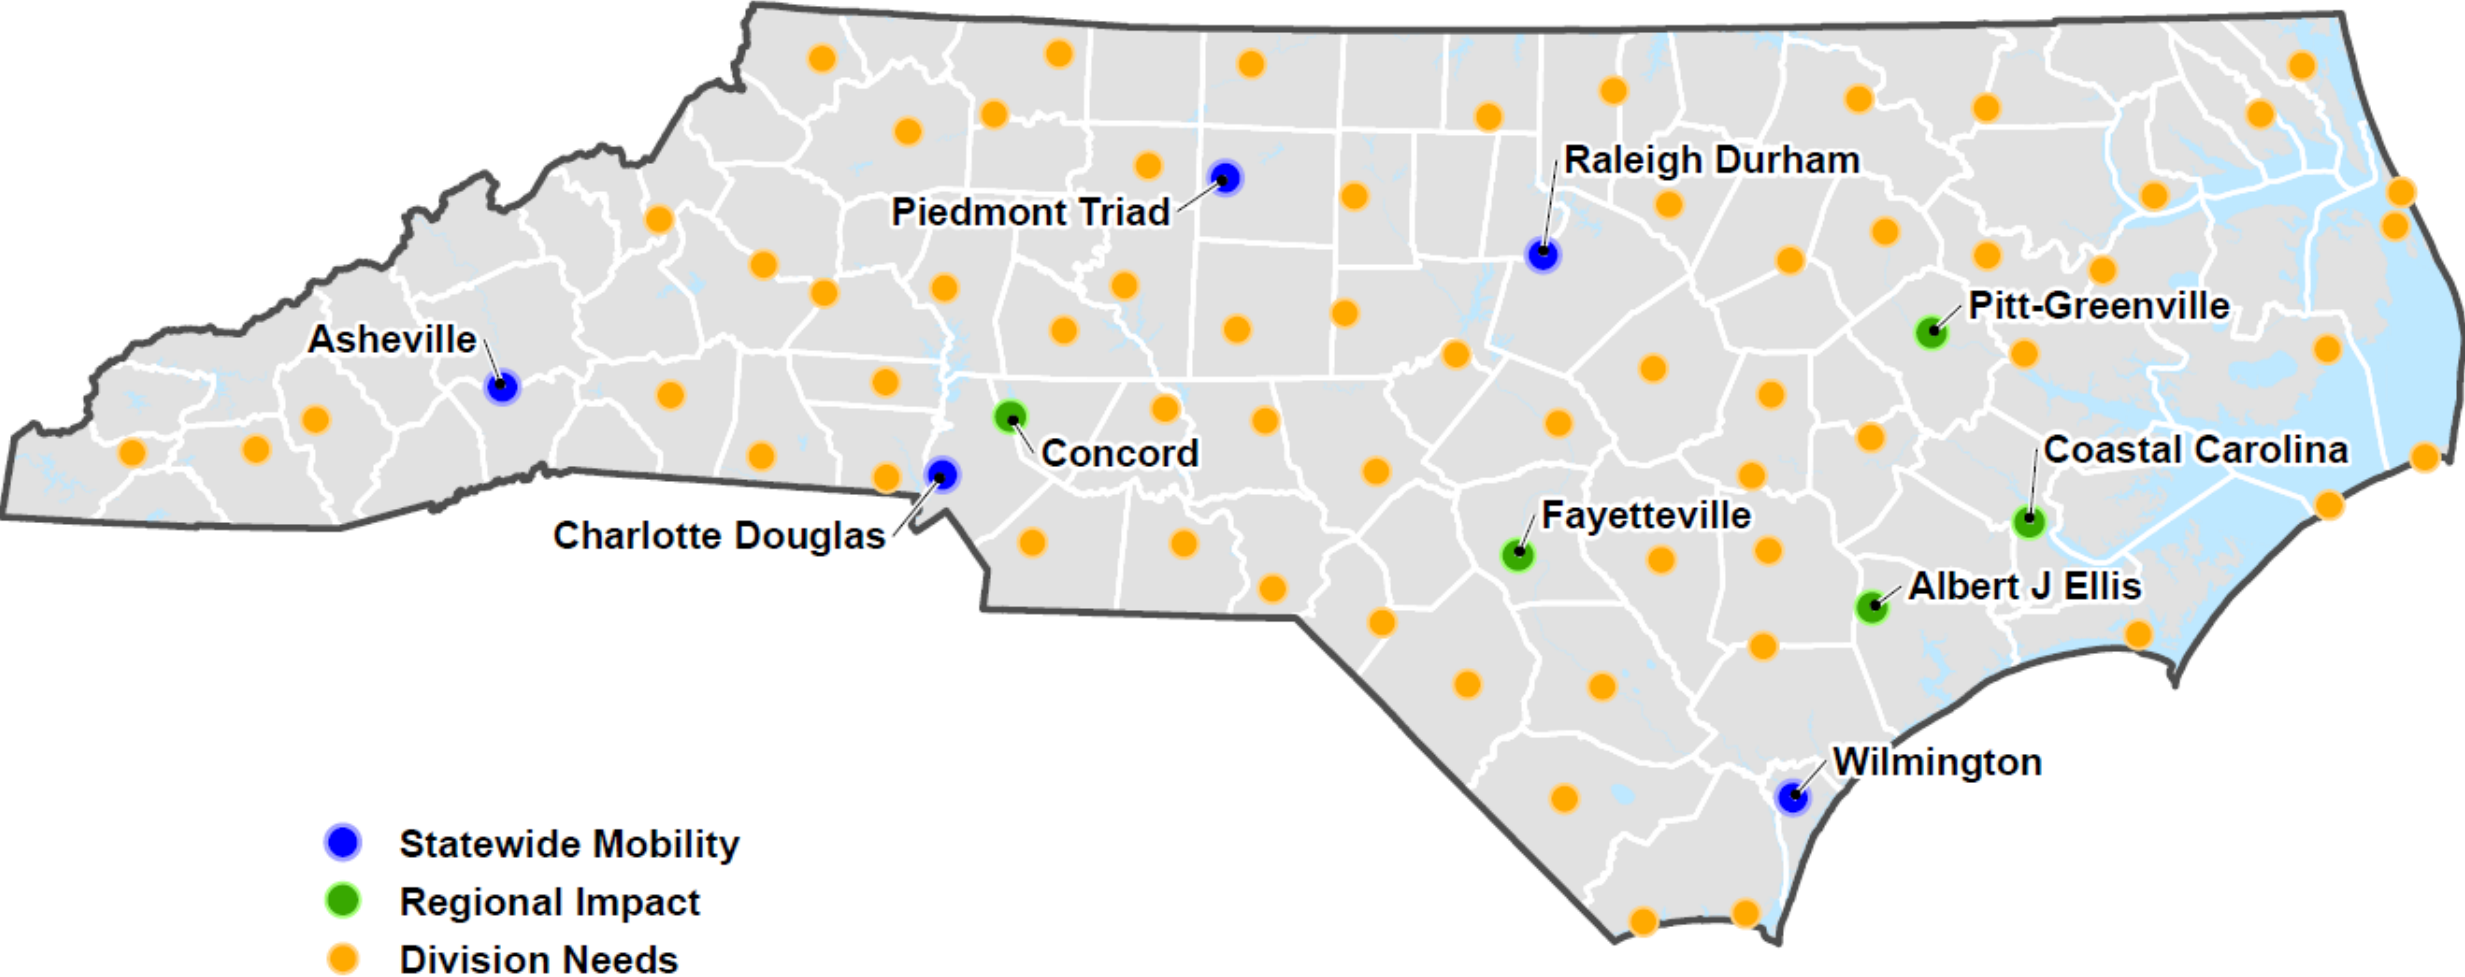 Raleigh Durham
Piedmont Triad
Pitt-Greenville
Asheville
Concord
Coastal Carolina
Charlotte Douglas
Fayetteville
Albert J Ellis
Wilmington
Statewide Mobility
Regional Impact
Division Needs